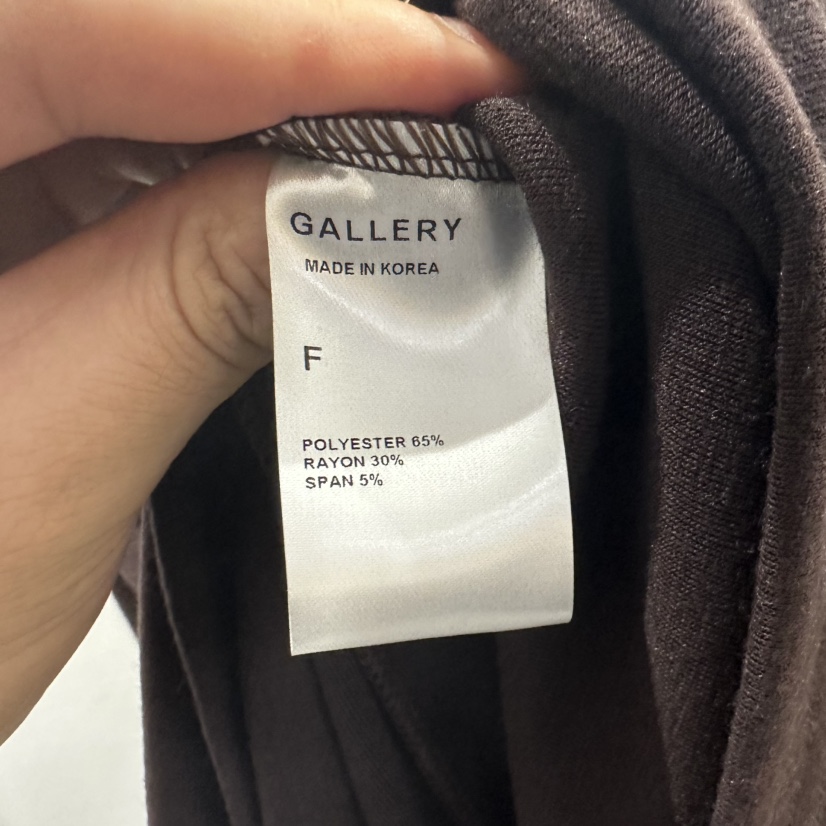 GALLERY
MADE IN KOREA
F
POLYESTER 65%
RAYON 30%
SPAN 5%